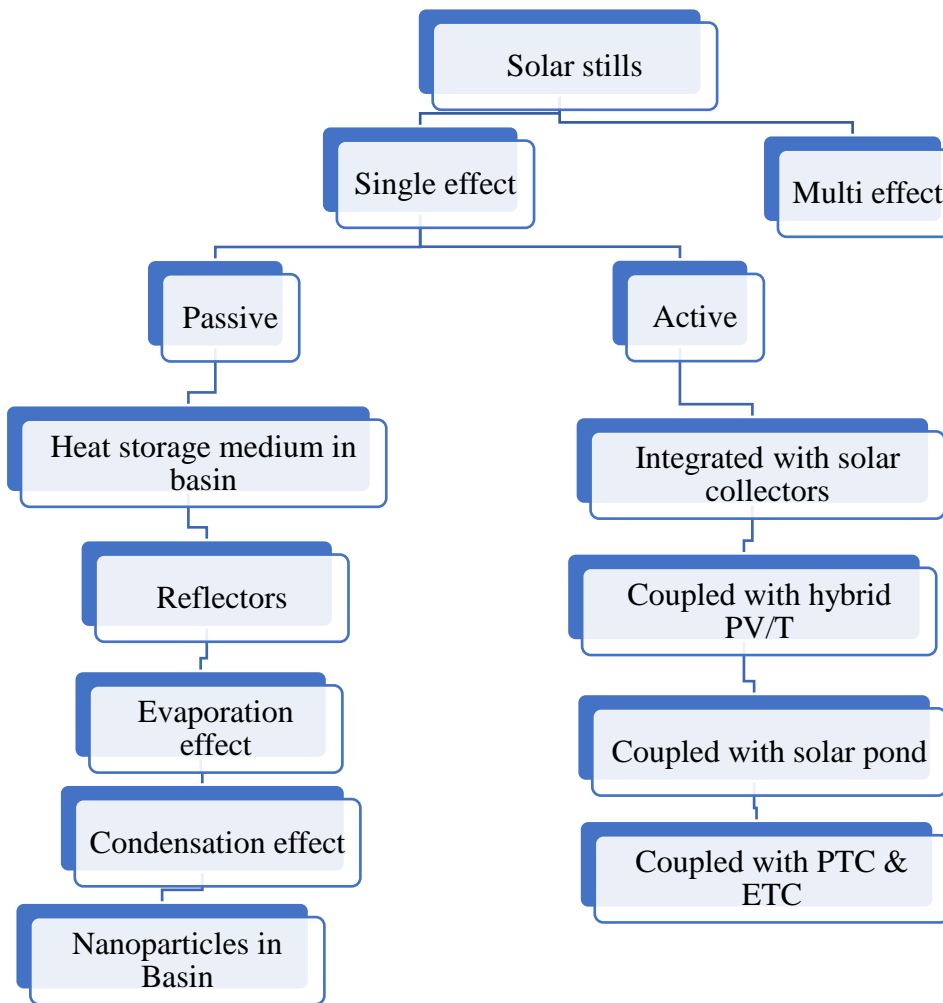 Solar stills
Single effect
Multi effect
Passive
Active
Heat storage medium in
basin
Integrated with solar
collectors
Reflectors
Coupled with hybrid
PV/T
Evaporation
effect
Coupled with solar pond
Condensation effect
Coupled with PTC &
ETC
Nanoparticles in
Basin